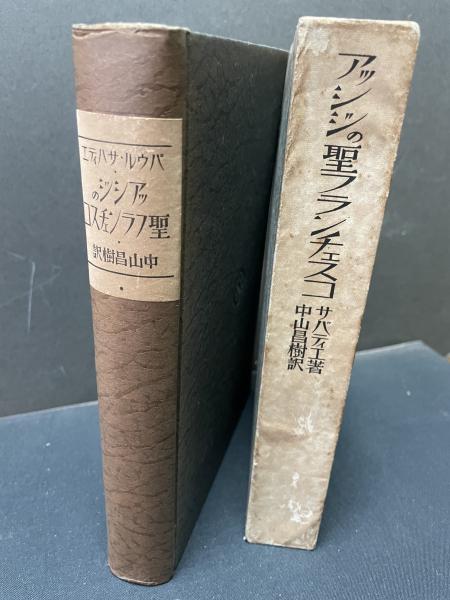 パウル・サバティエ
アッシジの
聖フランチェスコ
中山昌樹訳
アッシジの聖フランチェスコ
サバティエ著
中山昌樹訳